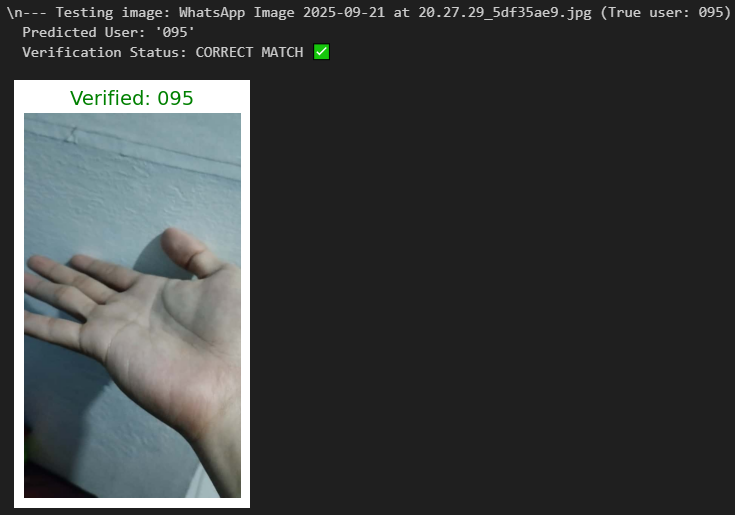 \n--- Testing image: WhatsApp Image 2025-09-21 at 20.27.29_5df35ae9.jpg (True user: 095)
Predicted User: '095'
Verification Status: CORRECT MATCH ✅
Verified: 095